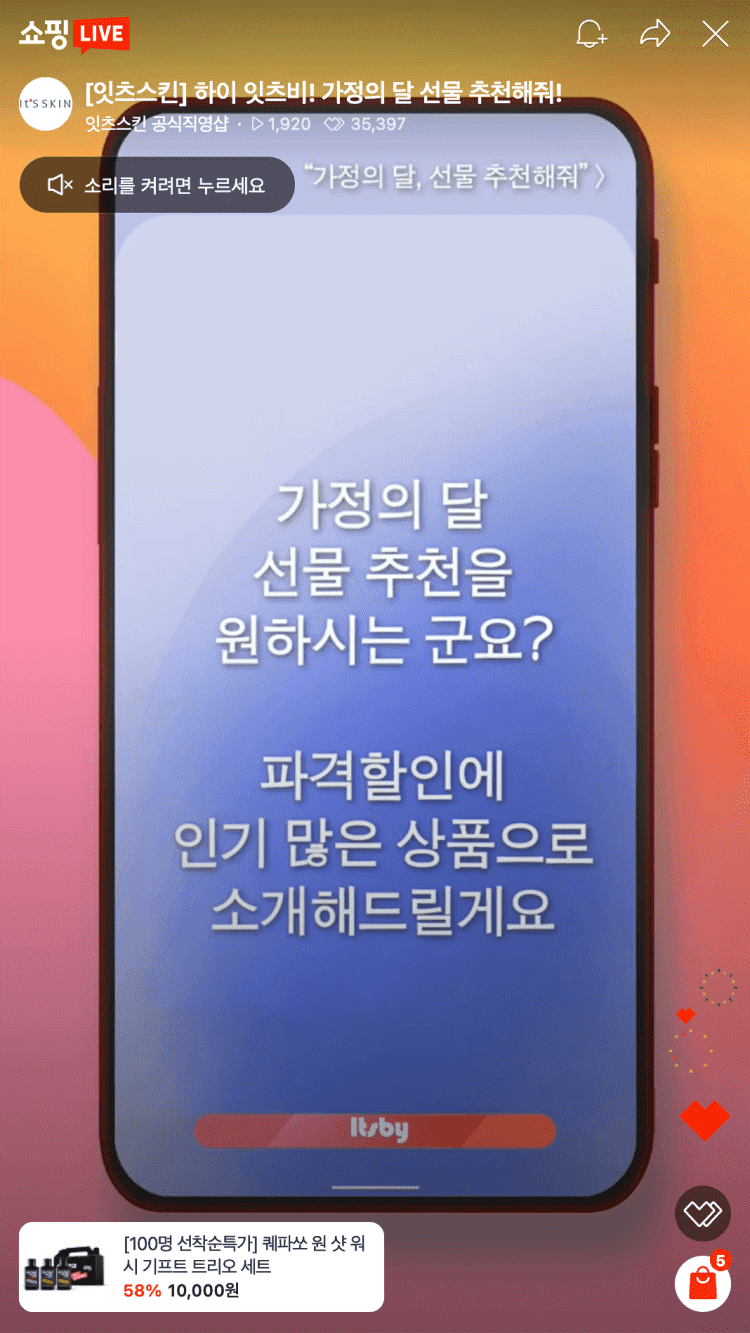 쇼핑 LIVE
It'S SKIN
[잇츠스킨] 하이 잇츠비! 가정의 달 선물 추천해줘!
잇츠스킨 공식직영샵 · 1,920 35,397
소리를 켜려면 누르세요
“가정의 달, 선물 추천해줘” 〉
가정의 달
선물 추천을
원하시는 군요?
파격할인에
인기 많은 상품으로
소개해드릴게요
Itsby
[100명 선착순특가] 퀘파쏘 원 샷 워
시 기프트 트리오 세트
58% 10,000원
5